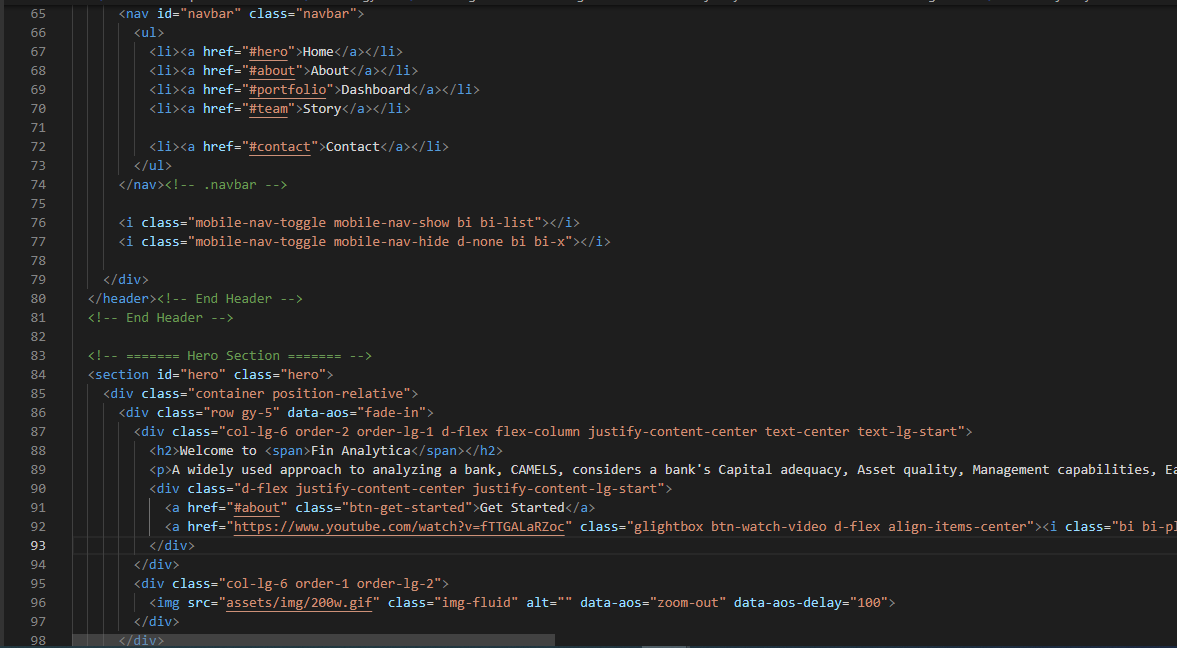 65 <nav id="navbar" class="navbar">
66 <ul>
67 <li><a href="#hero">Home</a></li>
68 <li><a href="#about">About</a></li>
69 <li><a href="#portfolio">Dashboard</a></li>
70 <li><a href="#team">Story</a></li>
71
72 <li><a href="#contact">Contact</a></li>
73 </ul>
74 </nav><!-- .navbar -->
75
76 <i class="mobile-nav-toggle mobile-nav-show bi bi-list"></i>
77 <i class="mobile-nav-toggle mobile-nav-hide d-none bi bi-x"></i>
78
79 </div>
80 </header><!-- End Header -->
81 <!-- End Header -->
82
83 <!-- ======= Hero Section ======= -->
84 <section id="hero" class="hero">
85 <div class="container position-relative">
86 <div class="row gy-5" data-aos="fade-in">
87 <div class="col-lg-6 order-2 order-lg-1 d-flex flex-column justify-content-center text-center text-lg-start">
88 <h2>Welcome to <span>Fin Analytica</span></h2>
89 <p>A widely used approach to analyzing a bank, CAMELS, considers a bank's Capital adequacy, Asset quality, Management capabilities, Ea
90 <div class="d-flex justify-content-center justify-content-lg-start">
91 <a href="#about" class="btn-get-started">Get Started</a>
92 <a href="https://www.youtube.com/watch?v=fTTGALaRZoc" class="glightbox btn-watch-video d-flex align-items-center"><i class="bi bi-pl
93 </div>
94 </div>
95 <div class="col-lg-6 order-1 order-lg-2">
96 <img src="assets/img/200w.gif" class="img-fluid" alt="" data-aos="zoom-out" data-aos-delay="100">
97 </div>
98 </div>